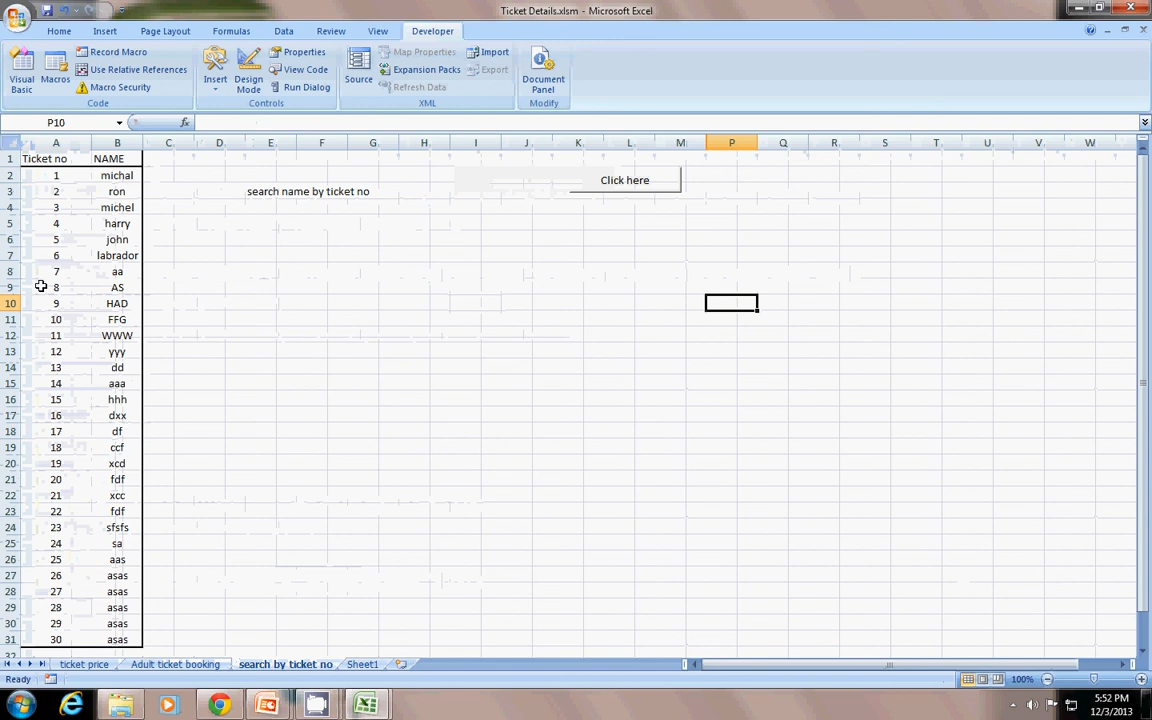 Ticket Details.xlsm - Microsoft Excel
Home Insert Page Layout Formulas Data Review View Developer
Visual Basic
Macros
Record Macro
Use Relative References
Macro Security
Code
Insert
Design Mode
Properties
View Code
Run Dialog
Controls
Source
Map Properties
Expansion Packs
Refresh Data
Import
Export
XML
Document Panel
Modify
P10 fx
A B C D E F G H I J K L M P Q R S T U V W
1 Ticket no NAME
2 1 michal Click here
3 2 ron search name by ticket no
4 3 michel
5 4 harry
6 5 john
7 6 labrador
8 7 aa
9 8 AS
10 9 HAD
11 10 FFG
12 11 WWW
13 12 yyy
14 13 dd
15 14 aaa
16 15 hhh
17 16 dxx
18 17 df
19 18 ccf
20 19 xcd
21 20 fdf
22 21 xcc
23 22 fdf
24 23 sfsfs
25 24 sa
26 25 aas
27 26 asas
28 27 asas
29 28 asas
30 29 asas
31 30 asas
32
ticket price Adult ticket booking search by ticket no Sheet1
Ready 100%
5:52 PM
12/3/2013